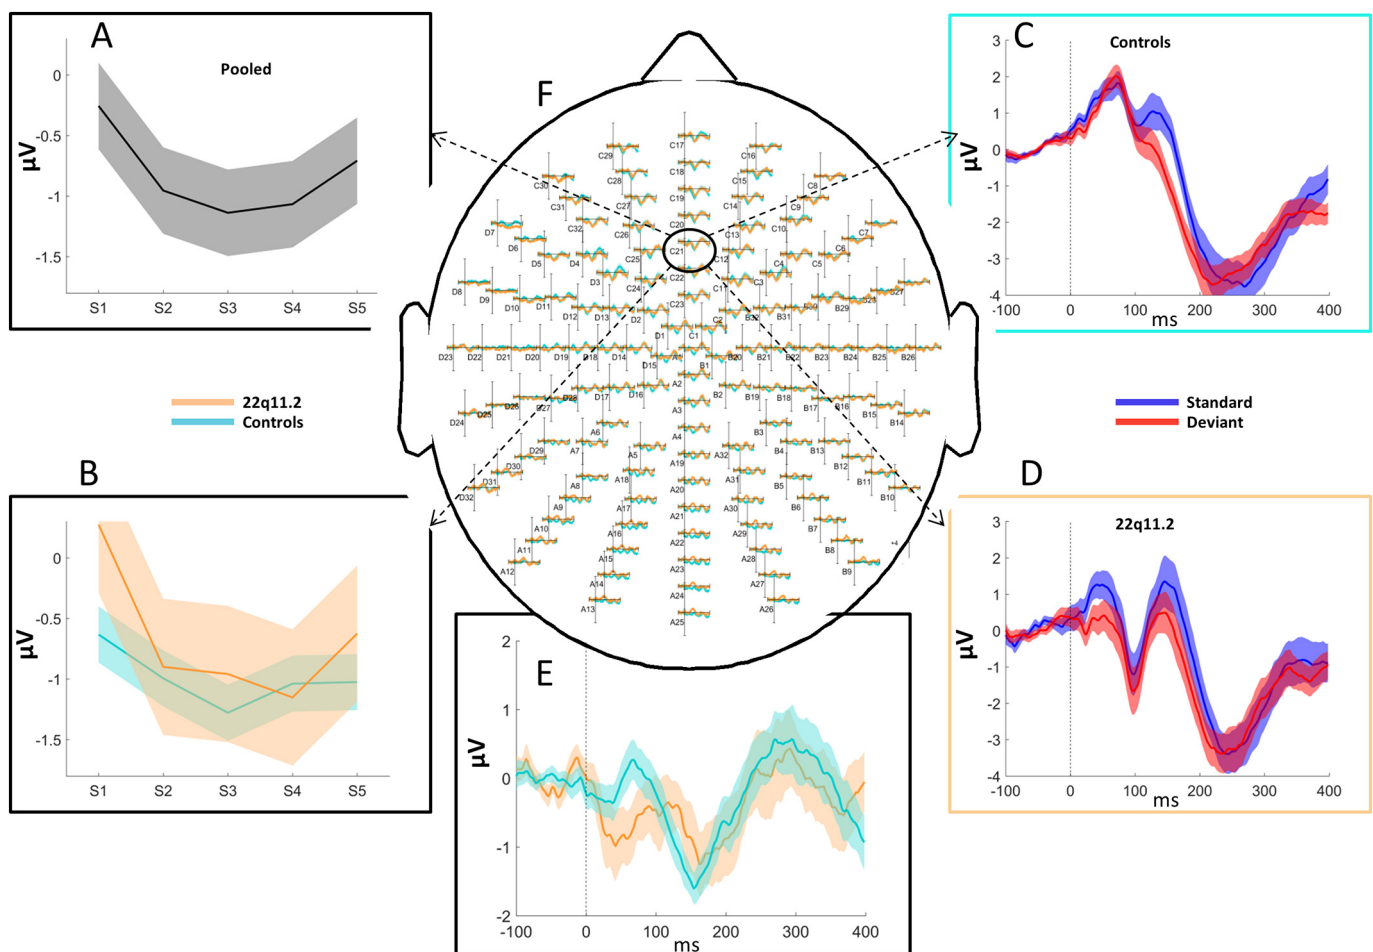 A
Pooled
µV
0
-0.5
-1
-1.5
S1 S2 S3 S4 S5
22q11.2
Controls
B
µV
0
-0.5
-1
-1.5
S1 S2 S3 S4 S5
F
C17
C29 C16
C28 C18 C15
C30 C8
C31 C27 C19 C14 C9
D7 C32 C26 C20 C13 C10 C7
D6 C25 C21 C12 C6
D5 D4 C4 C5
D8 D3 C24 C22 C11 C3
D9 D10 D11 D12 D13 D2 C23 C2 B32 B31 B29
D1 C1
D23 D22 D21 D20 D19 D18 D14 D15 A1 B1 B20 B21 B22 B23 B24 B25 B26
A2
D24 D25 D26 D27 D28 D17 D16 A3 B2 B19 B18 B17 B16 B15 B14
A6 A4 B3
D29 A7 A5 A19 A32 B4 B13
D32 D31 D30 A8 A18 A20 A31 B5 B12 B11 B10
A9 A17 A21 A30 B6
A10 A16 A22 A29 B7
A11 A15 A23 A28 B8
A12 A14 A24 A27 B9
A13 A25 A26
+4
E
µV
2
1
0
-1
-2
-100 0 100 200 300 400
ms
C
Controls
µV
3
2
1
0
-1
-2
-3
-4
-100 0 100 200 300 400
ms
Standard
Deviant
D
22q11.2
µV
3
2
1
0
-1
-2
-3
-4
-100 0 100 200 300 400
ms